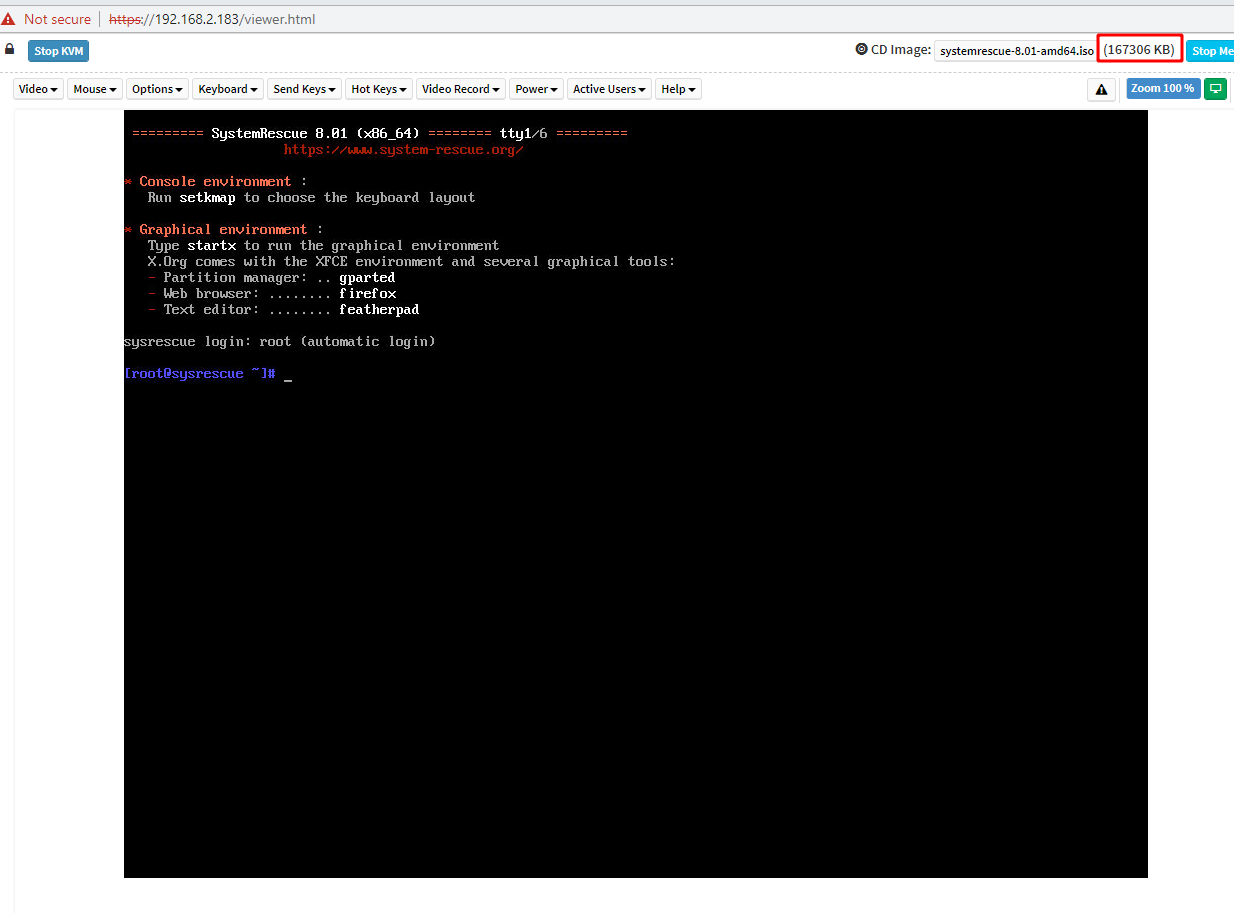 Not secure | https://192.168.2.183/viewer.html
Stop KVM
CD Image: systemrescue-8.01-amd64.iso (167306 KB) Stop Me
Video Mouse Options Keyboard Send Keys Hot Keys Video Record Power Active Users Help Zoom 100 %
========= SystemRescue 8.01 (x86_64) ======== tty1/6 =========
https://www.system-rescue.org/
* Console environment :
Run setkmap to choose the keyboard layout
* Graphical environment :
Type startx to run the graphical environment
X.Org comes with the XFCE environment and several graphical tools:
- Partition manager: .. gparted
- Web browser: ........ firefox
- Text editor: ........ featherpad
sysrescue login: root (automatic login)
[root@sysrescue ~]# _